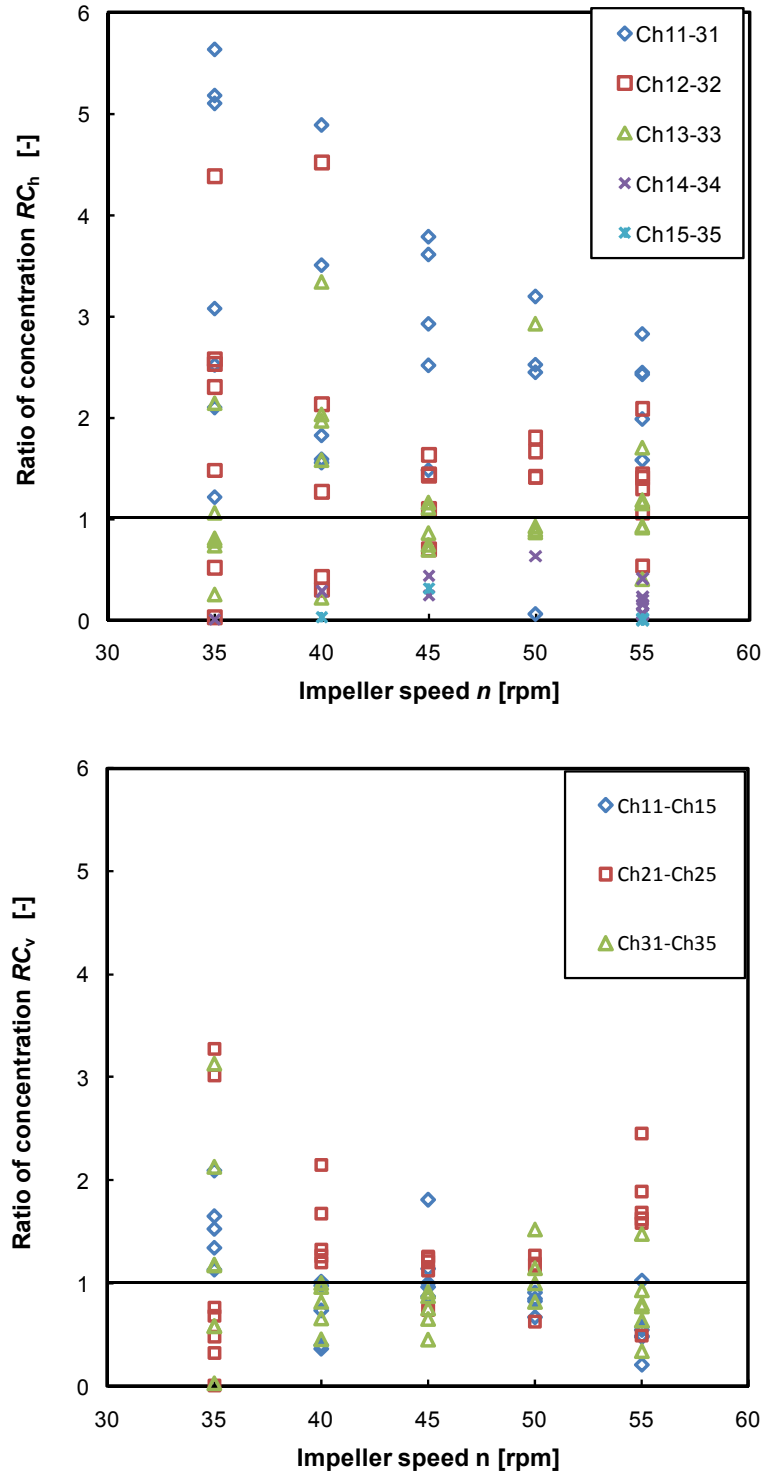 Ratio of concentration RCh [-]
6
5
4
3
2
1
0
30 35 40 45 50 55 60
Impeller speed n [rpm]
Ch11-31
Ch12-32
Ch13-33
Ch14-34
Ch15-35
Ratio of concentration RCv [-]
6
5
4
3
2
1
0
30 35 40 45 50 55 60
Impeller speed n [rpm]
Ch11-Ch15
Ch21-Ch25
Ch31-Ch35